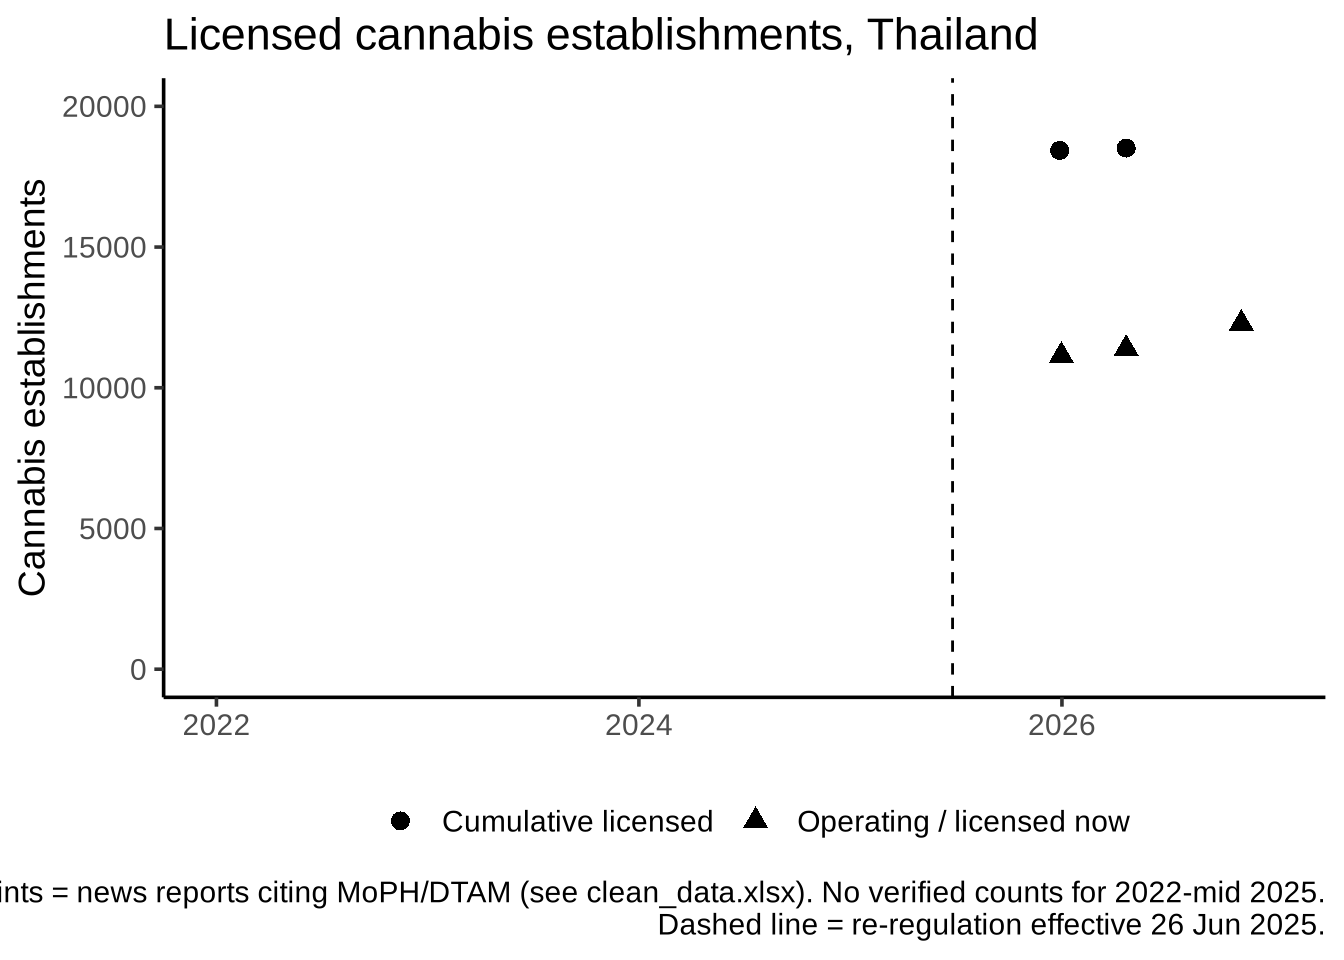 Licensed cannabis establishments, Thailand
Cannabis establishments
20000
15000
10000
5000
0
2022 2024 2026
Cumulative licensed Operating / licensed now
= news reports citing MoPH/DTAM (see clean_data.xlsx). No verified counts for 2022-mid 2025.
Dashed line = re-regulation effective 26 Jun 2025.